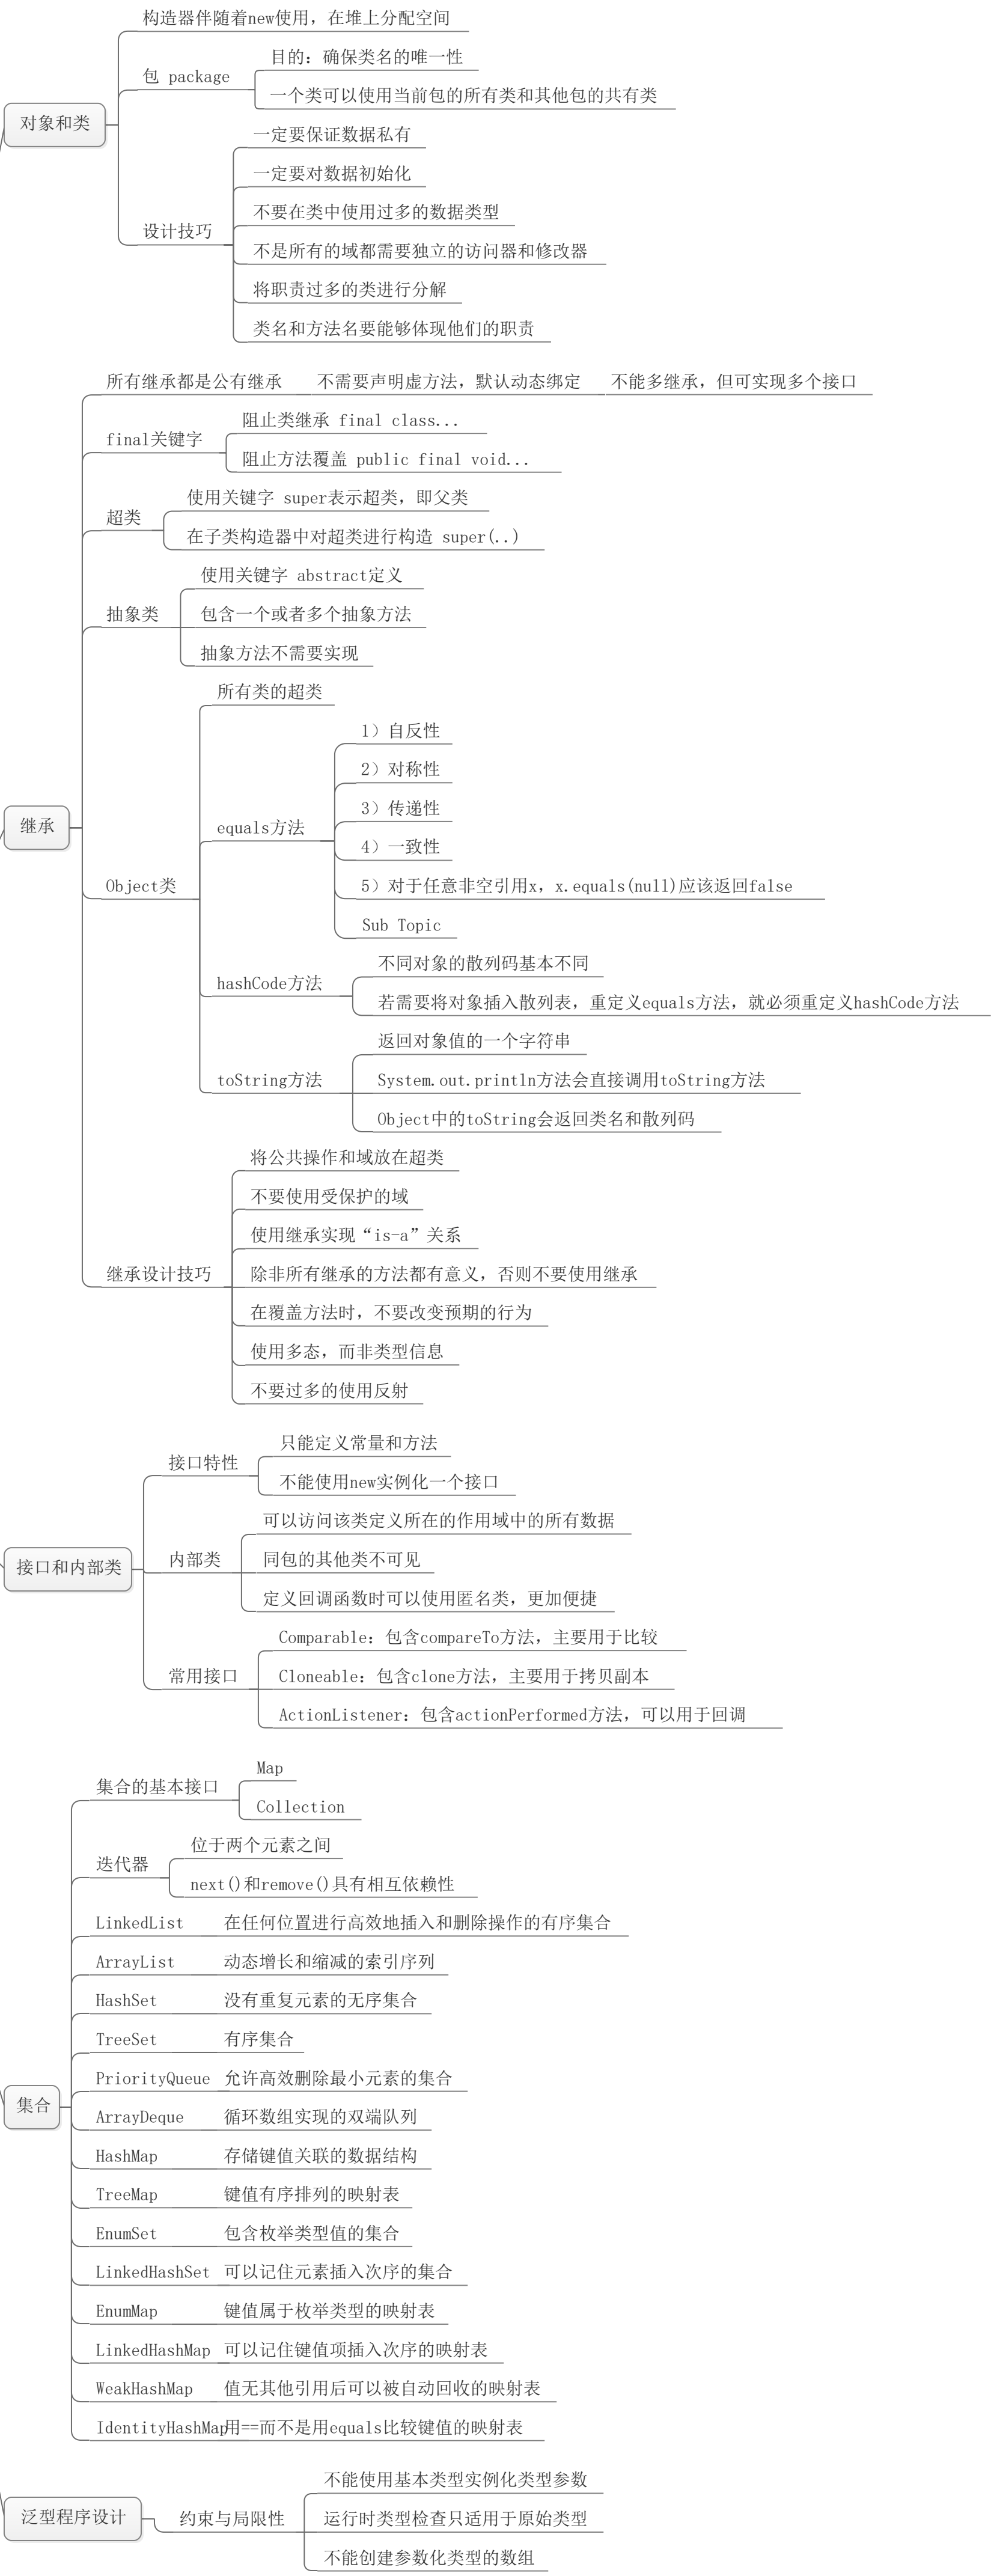 构造器伴随着new使用，在堆上分配空间
目的：确保类名的唯一性
包 package
一个类可以使用当前包的所有类和其他包的共有类
对象和类
一定要保证数据私有
一定要对数据初始化
不要在类中使用过多的数据类型
设计技巧
不是所有的域都需要独立的访问器和修改器
将职责过多的类进行分解
类名和方法名要能够体现他们的职责
所有继承都是公有继承 不需要声明虚方法，默认动态绑定 不能多继承，但可实现多个接口
阻止类继承 final class...
final关键字
阻止方法覆盖 public final void...
使用关键字 super表示超类，即父类
超类
在子类构造器中对超类进行构造 super(..)
使用关键字 abstract定义
抽象类
包含一个或者多个抽象方法
抽象方法不需要实现
所有类的超类
1）自反性
2）对称性
3）传递性
继承
equals方法
4）一致性
Object类
5）对于任意非空引用x，x.equals(null)应该返回false
Sub Topic
不同对象的散列码基本不同
hashCode方法
若需要将对象插入散列表，重定义equals方法，就必须重定义hashCode方法
返回对象值的一个字符串
toString方法
System.out.println方法会直接调用toString方法
Object中的toString会返回类名和散列码
将公共操作和域放在超类
不要使用受保护的域
使用继承实现“is-a”关系
继承设计技巧
除非所有继承的方法都有意义，否则不要使用继承
在覆盖方法时，不要改变预期的行为
使用多态，而非类型信息
不要过多的使用反射
只能定义常量和方法
接口特性
不能使用new实例化一个接口
可以访问该类定义所在的作用域中的所有数据
接口和内部类
内部类
同包的其他类不可见
定义回调函数时可以使用匿名类，更加便捷
Comparable：包含compareTo方法，主要用于比较
常用接口
Cloneable：包含clone方法，主要用于拷贝副本
ActionListener：包含actionPerformed方法，可以用于回调
Map
集合的基本接口
Collection
位于两个元素之间
迭代器
next()和remove()具有相互依赖性
LinkedList 在任何位置进行高效地插入和删除操作的有序集合
ArrayList 动态增长和缩减的索引序列
HashSet 没有重复元素的无序集合
TreeSet 有序集合
PriorityQueue 允许高效删除最小元素的集合
集合
ArrayDeque 循环数组实现的双端队列
HashMap 存储键值关联的数据结构
TreeMap 键值有序排列的映射表
EnumSet 包含枚举类型值的集合
LinkedHashSet 可以记住元素插入次序的集合
EnumMap 键值属于枚举类型的映射表
LinkedHashMap 可以记住键值项插入次序的映射表
WeakHashMap 值无其他引用后可以被自动回收的映射表
IdentityHashMap 用==而不是用equals比较键值的映射表
不能使用基本类型实例化类型参数
泛型程序设计
约束与局限性
运行时类型检查只适用于原始类型
不能创建参数化类型的数组